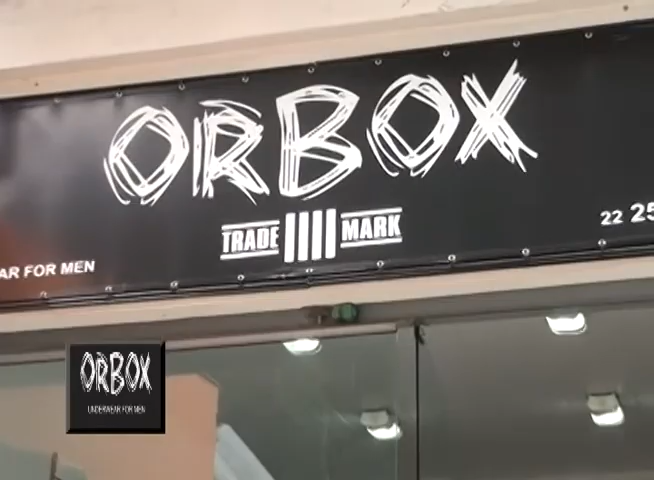 ORBOX
TRADE MARK
AR FOR MEN
22 25
ORBOX
UNDERWEAR FOR MEN